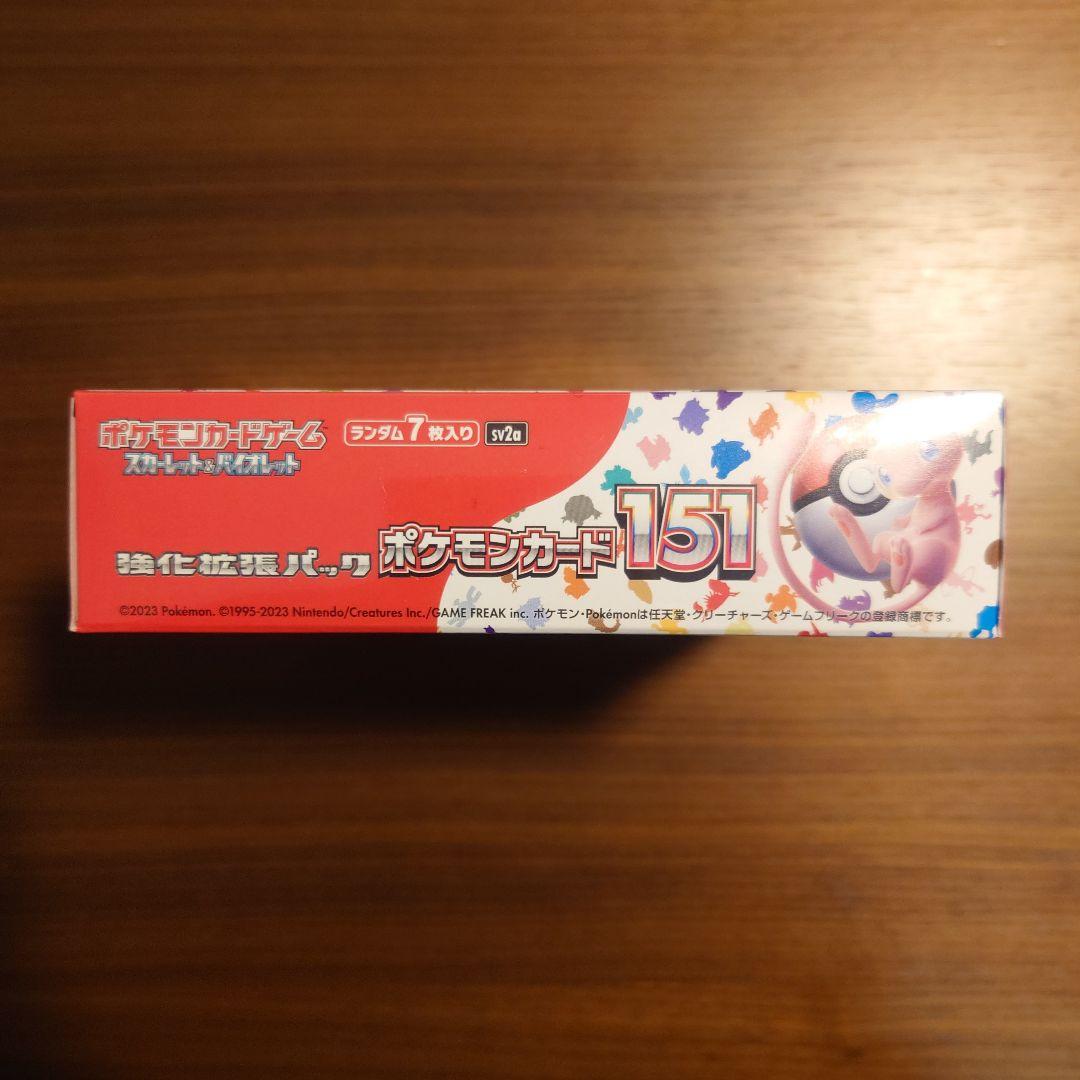 ポケモンカードゲーム™
スカーレット&バイオレット
ランダム7枚入り
sv2a
強化拡張パック
ポケモンカード151
©2023 Pokémon. ©1995-2023 Nintendo/Creatures Inc./GAME FREAK inc. ポケモン・Pokémonは任天堂・クリーチャーズ・ゲームフリークの登録商標です。